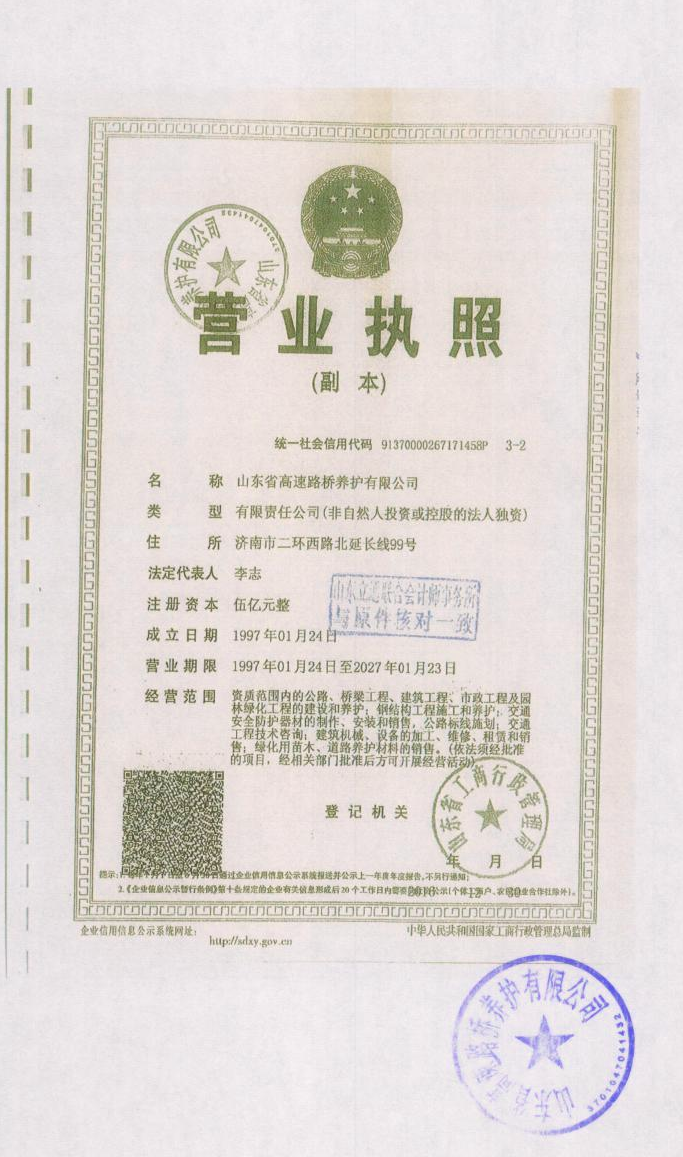 营业执照
(副 本)
统一社会信用代码 91370000267171458P 3-2
名 称 山东省高速路桥养护有限公司
类 型 有限责任公司(非自然人投资或控股的法人独资)
住 所 济南市二环西路北延长线99号
法定代表人 李志
注册资本 伍亿元整
山东立道联合会计师事务所
与原件核对一致
成立日期 1997年01月24日
营业期限 1997年01月24日至2027年01月23日
经营范围 资质范围内的公路、桥梁工程、建筑工程、市政工程及园
林绿化工程的建设和养护；钢结构工程施工和养护；交通
安全防护器材的制作、安装和销售，公路标线施划；交通
工程技术咨询；建筑机械、设备的加工、维修、租赁和销
售；绿化用苗木、道路养护材料的销售。(依法须经批准
的项目，经相关部门批准后方可开展经营活动)
登记机关
山东省工商行政管理局
年 月 日
通过企业信用信息公示系统报送并公示上一年度年度报告,不另行通知;
2.《企业信息公示暂行条例》第十条规定的企业有关信息形成后20个工作日内需要向社会公示(个体工商户、农民专业合作社除外)。
2016 12 30
企业信用信息公示系统网址: 中华人民共和国国家工商行政管理总局监制
http://sdxy.gov.cn
山东省高速路桥养护有限公司
3701047041492